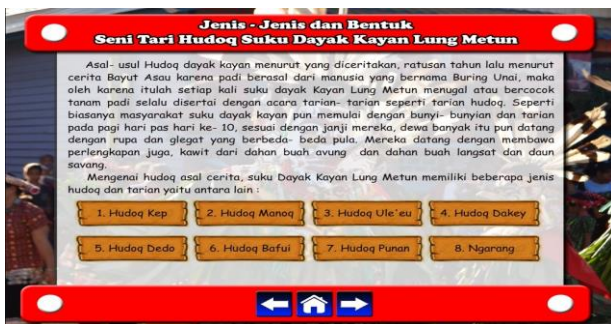 Jenis - Jenis dan Bentuk
Seni Tari Hudoq Suku Dayak Kayan Lung Metun
Asal- usul Hudoq dayak kayan menurut yang diceritakan, ratusan tahun lalu menurut
cerita Bayut Asau karena padi berasal dari manusia yang bernama Buring Unai, maka
oleh karena itulah setiap kali suku dayak Kayan Lung Metun menugal atau bercocok
tanam padi selalu disertai dengan acara tarian- tarian seperti tarian hudoq. Seperti
biasanya masyarakat suku dayak kayan pun memulai dengan bunyi- bunyian dan tarian
pada pagi hari pas hari ke- 10, sesuai dengan janji mereka, dewa banyak itu pun datang
dengan rupa dan glegat yang berbeda- beda pula. Mereka datang dengan membawa
perlengkapan juga, kawit dari dahan buah avung dan dahan buah langsat dan daun
savang.
Mengenai hudoq asal cerita, suku Dayak Kayan Lung Metun memiliki beberapa jenis
hudoq dan tarian yaitu antara lain :
1. Hudoq Kep
2. Hudoq Manoq
3. Hudoq Ule'eu
4. Hudoq Dakey
5. Hudoq Dedo
6. Hudoq Bafui
7. Hudoq Punan
8. Ngarang